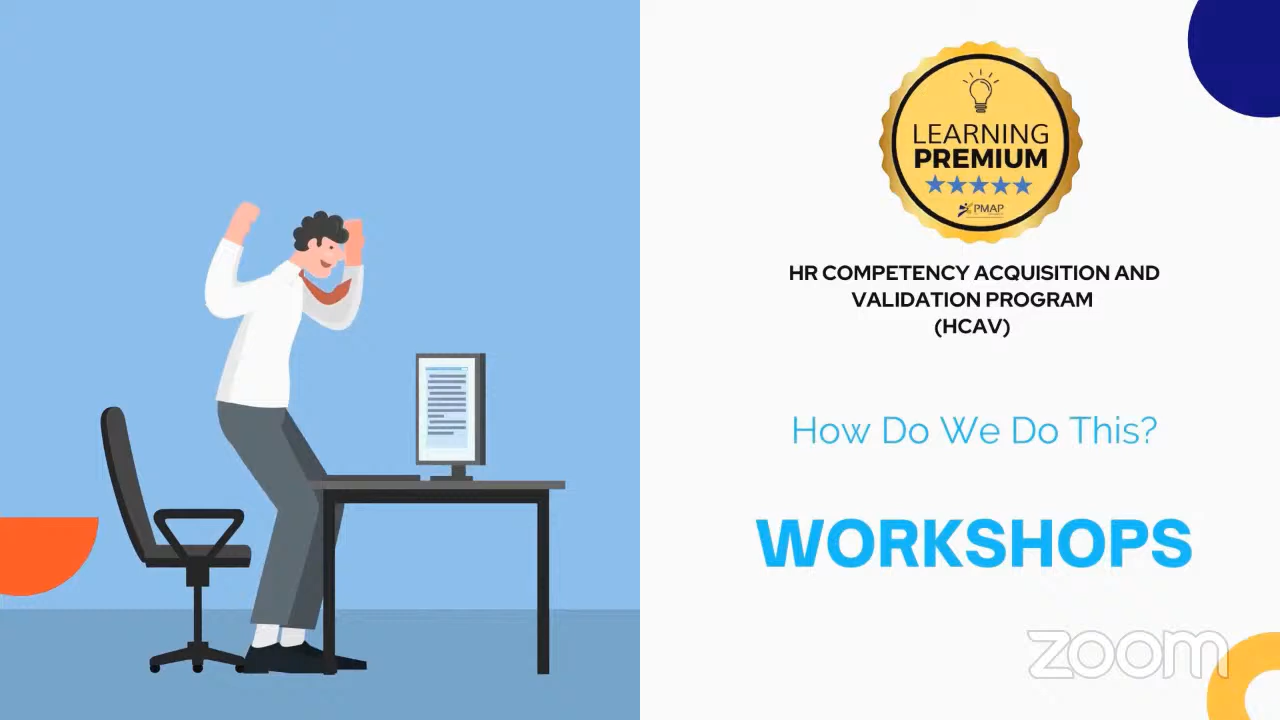 LEARNING
PREMIUM
PMAP
HR COMPETENCY ACQUISITION AND
VALIDATION PROGRAM
(HCAV)
How Do We Do This?
WORKSHOPS
zoom